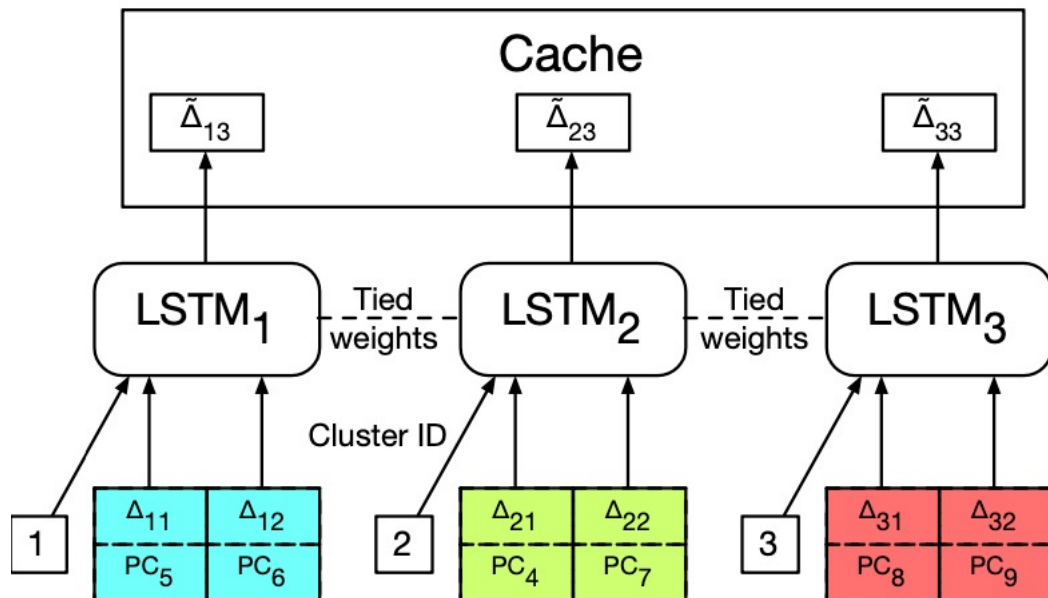 Cache
Δ̃₁₃ Δ̃₂₃ Δ̃₃₃
LSTM₁ Tied weights LSTM₂ Tied weights LSTM₃
Cluster ID
1 Δ₁₁ Δ₁₂ 2 Δ₂₁ Δ₂₂ 3 Δ₃₁ Δ₃₂
PC₅ PC₆ PC₄ PC₇ PC₈ PC₉